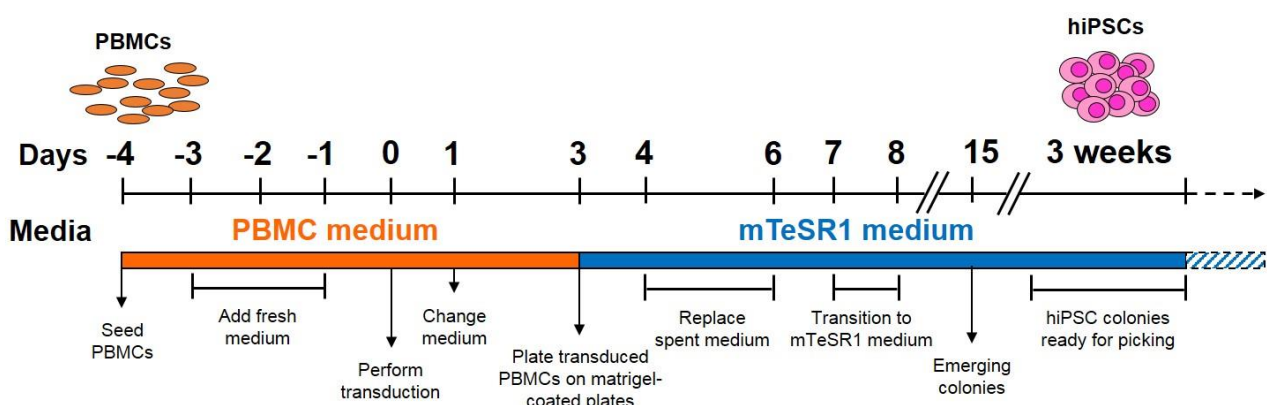 PBMCs
hiPSCs
Days -4 -3 -2 -1 0 1 3 4 6 7 8 15 3 weeks
Media PBMC medium mTeSR1 medium
Seed
PBMCs
Add fresh
medium
Perform
transduction
Change
medium
Plate transduced
PBMCs on matrigel-
coated plates
Replace
spent medium
Transition to
mTeSR1 medium
Emerging
colonies
hiPSC colonies
ready for picking